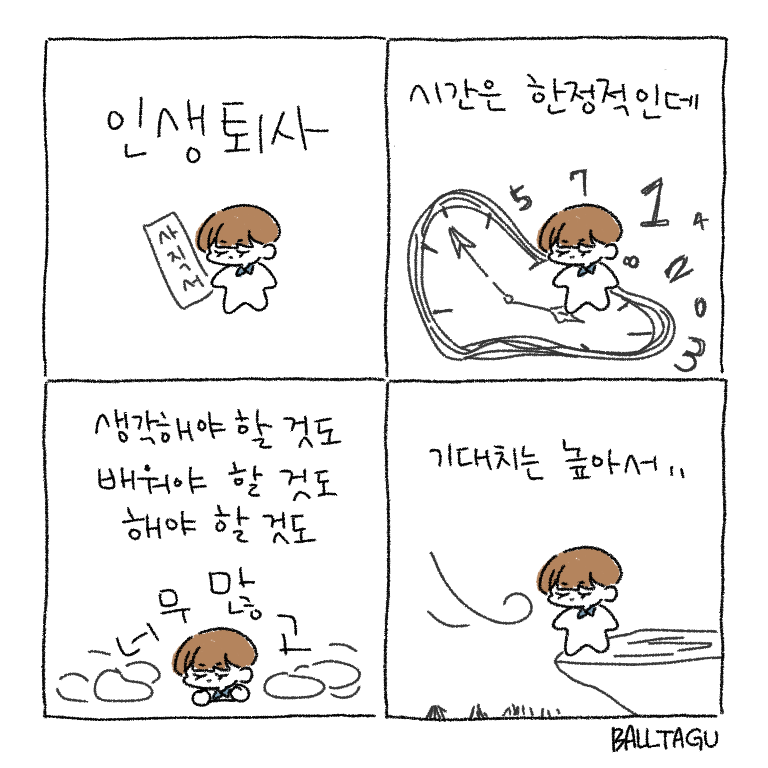 인생퇴사
사직서
시간은 한정적인데
5 7 1 4
8 2 0 3
생각해야 할 것도
배워야 할 것도
해야 할 것도
너무 많고
기대치는 높아서..
BALLTAGU